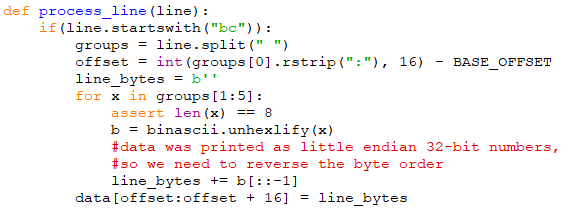 def process_line(line):
    if(line.startswith("bc")):
        groups = line.split(" ")
        offset = int(groups[0].rstrip(":"), 16) - BASE_OFFSET
        line_bytes = b''
        for x in groups[1:5]:
            assert len(x) == 8
            b = binascii.unhexlify(x)
            #data was printed as little endian 32-bit numbers,
            #so we need to reverse the byte order
            line_bytes += b[::-1]
        data[offset:offset + 16] = line_bytes